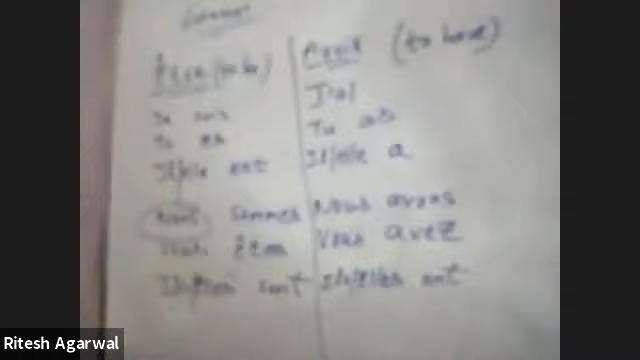 être (to be)
Je suis
Tu es
Il/elle est
Nous sommes
Vous êtes
Ils/Elles sont
(to have)
J'ai
Tu as
Il/elle a
Nous avons
Vous avez
Ils/Elles ont
Ritesh Agarwal